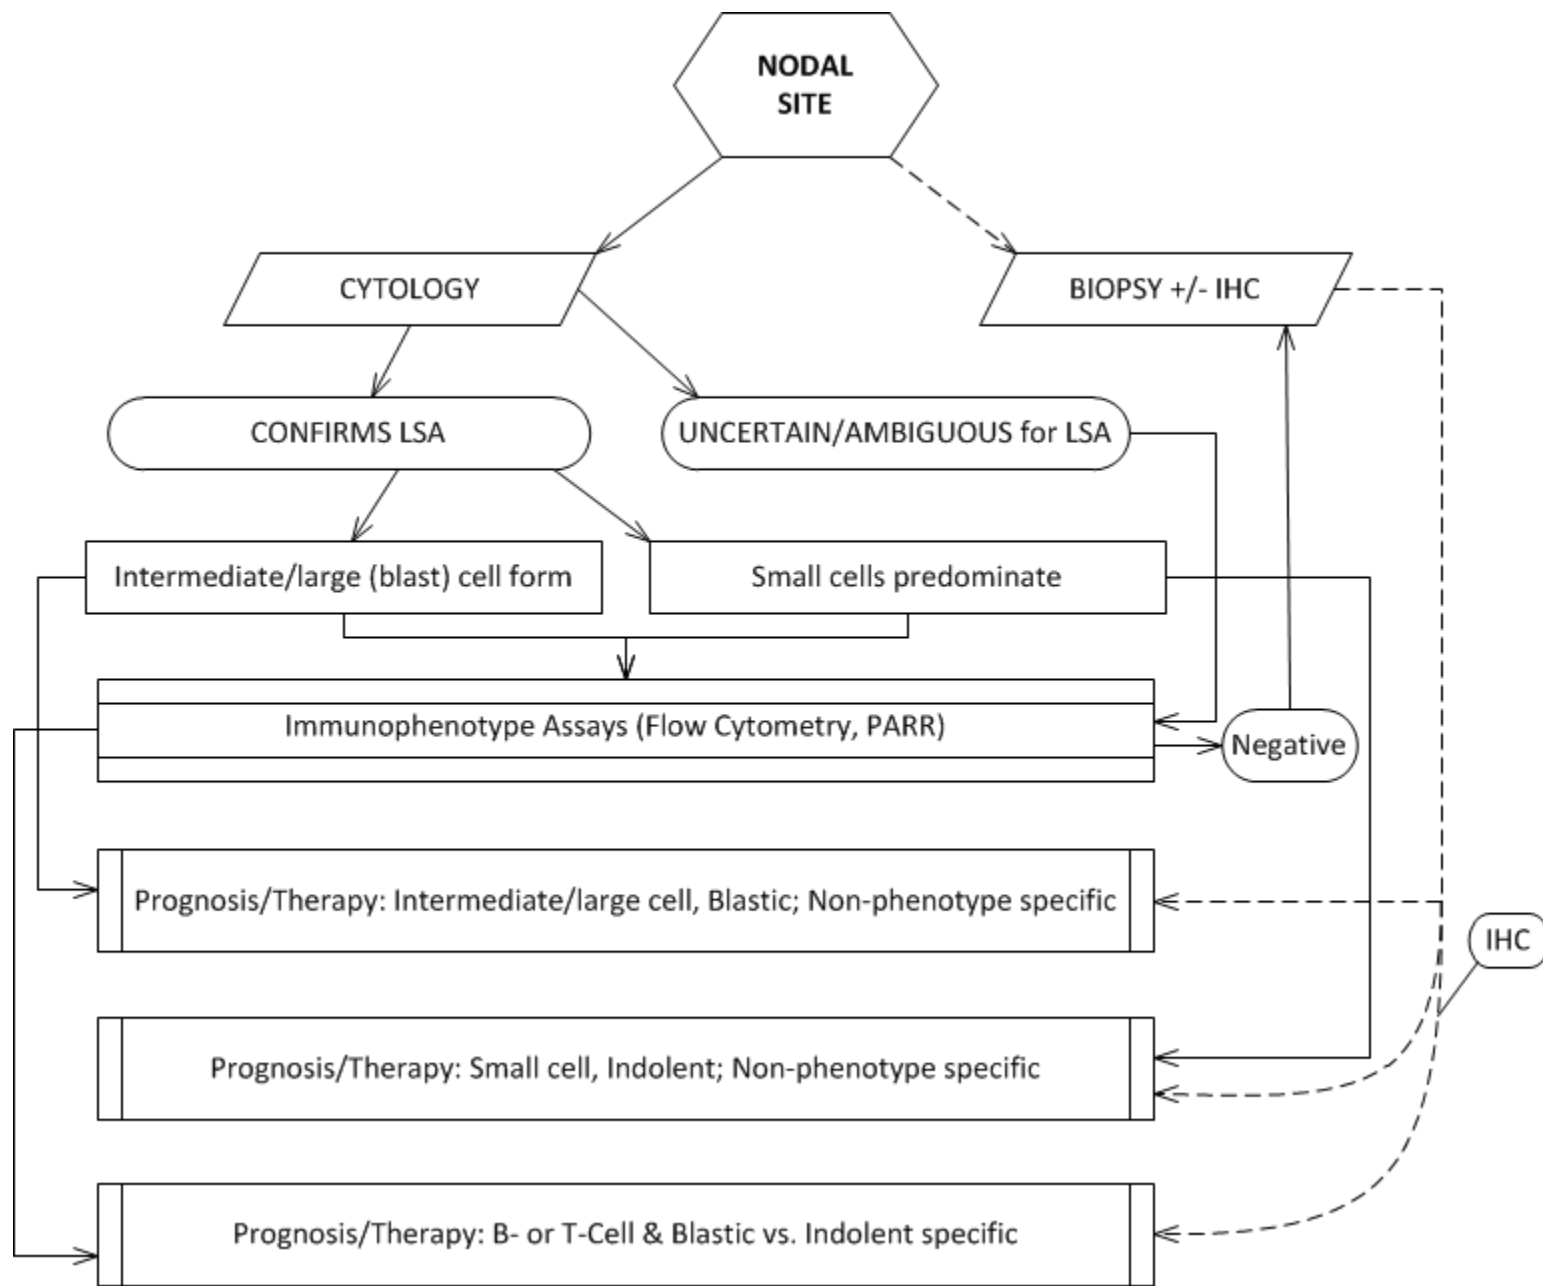 NODAL
SITE
CYTOLOGY
BIOPSY +/- IHC
CONFIRMS LSA
UNCERTAIN/AMBIGUOUS for LSA
Intermediate/large (blast) cell form
Small cells predominate
Immunophenotype Assays (Flow Cytometry, PARR)
Negative
Prognosis/Therapy: Intermediate/large cell, Blastic; Non-phenotype specific
IHC
Prognosis/Therapy: Small cell, Indolent; Non-phenotype specific
Prognosis/Therapy: B- or T-Cell & Blastic vs. Indolent specific